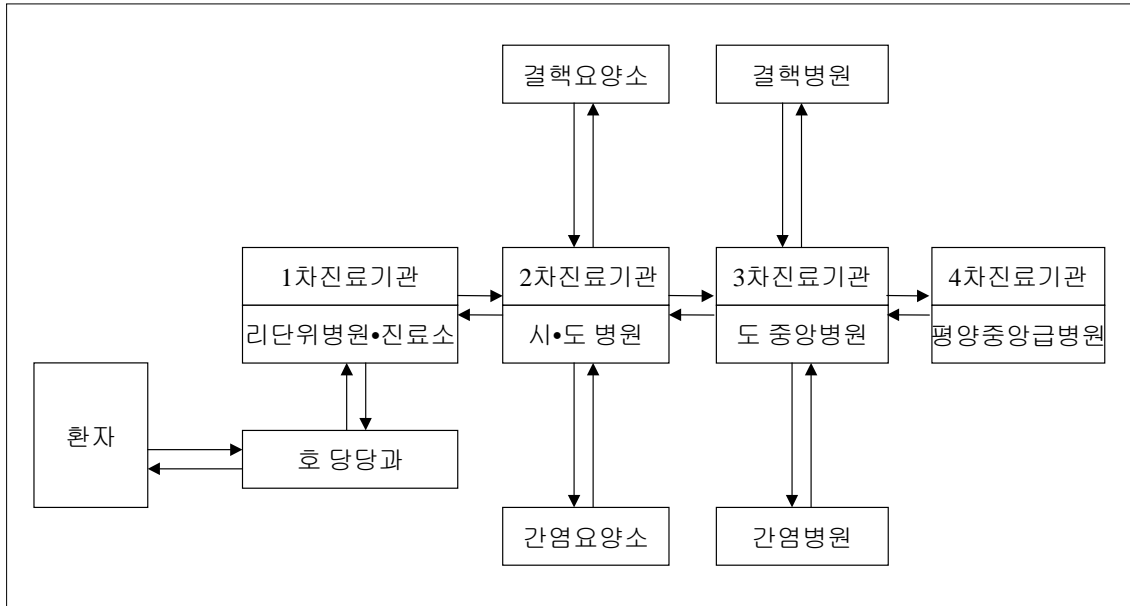 결핵요양소
결핵병원
1차진료기관
2차진료기관
3차진료기관
4차진료기관
리단위병원•진료소
시•도 병원
도 중앙병원
평양중앙급병원
환자
호 당당과
간염요양소
간염병원